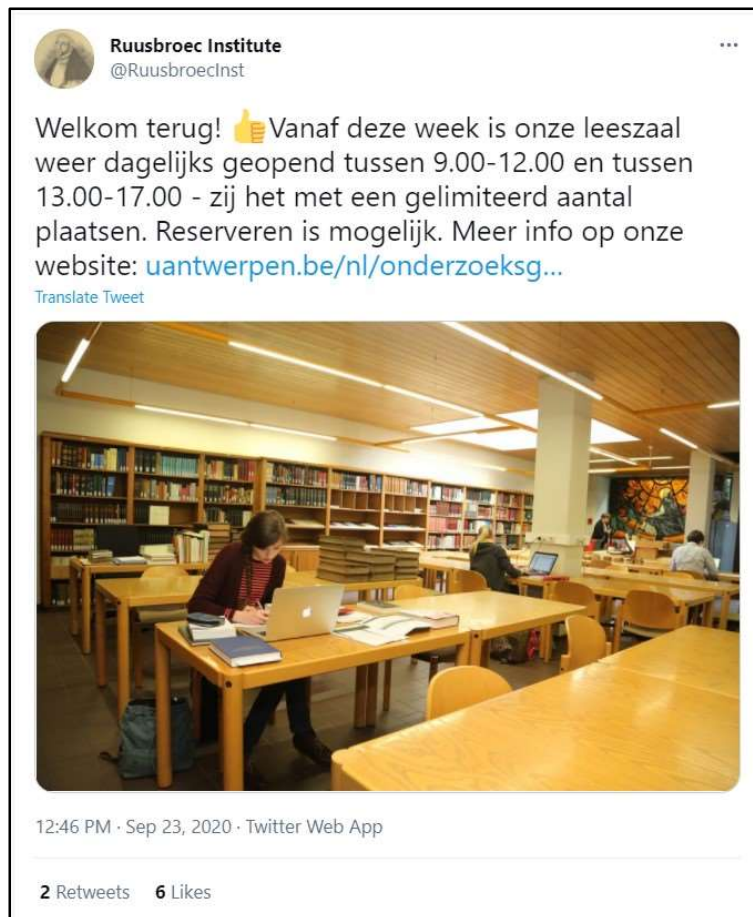 Ruusbroec Institute
@RuusbroecInst
Welkom terug! 👍Vanaf deze week is onze leeszaal
weer dagelijks geopend tussen 9.00-12.00 en tussen
13.00-17.00 - zij het met een gelimiteerd aantal
plaatsen. Reserveren is mogelijk. Meer info op onze
website: uantwerpen.be/nl/onderzoeksg...
Translate Tweet
12:46 PM · Sep 23, 2020 · Twitter Web App
2 Retweets 6 Likes